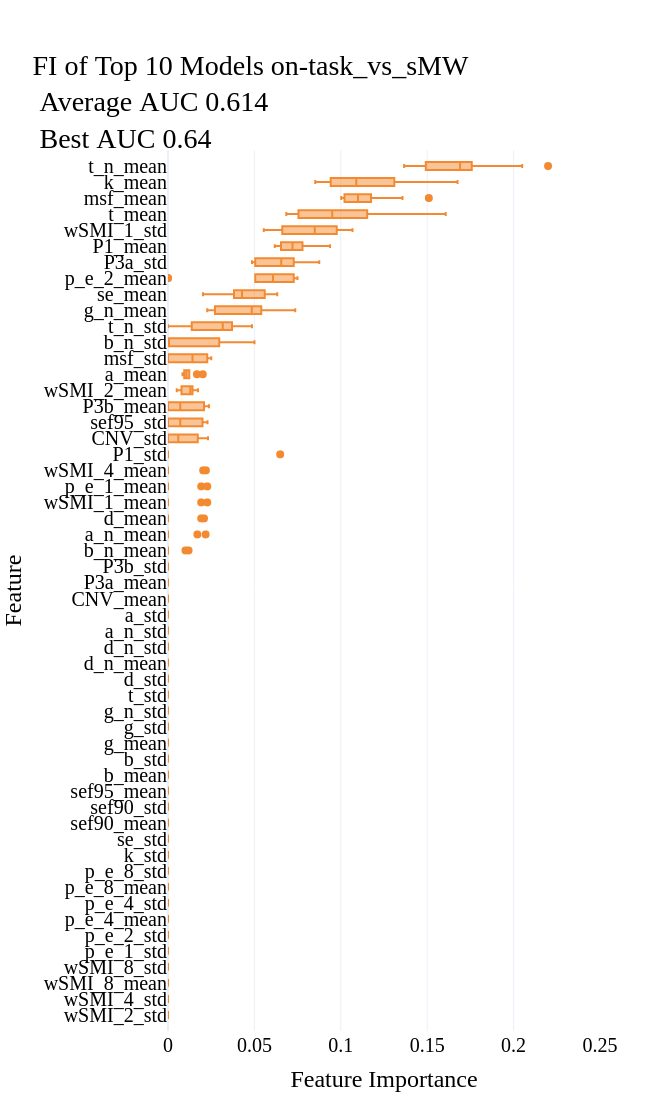 FI of Top 10 Models on-task_vs_sMW
Average AUC 0.614
Best AUC 0.64
t_n_mean
k_mean
msf_mean
t_mean
wSMI_1_std
P1_mean
P3a_std
p_e_2_mean
se_mean
g_n_mean
t_n_std
b_n_std
msf_std
a_mean
wSMI_2_mean
P3b_mean
sef95_std
CNV_std
P1_std
wSMI_4_mean
p_e_1_mean
wSMI_1_mean
d_mean
a_n_mean
b_n_mean
P3b_std
P3a_mean
CNV_mean
a_std
a_n_std
d_n_std
d_n_mean
d_std
t_std
g_n_std
g_std
g_mean
b_std
b_mean
sef95_mean
sef90_std
sef90_mean
se_std
k_std
p_e_8_std
p_e_8_mean
p_e_4_std
p_e_4_mean
p_e_2_std
p_e_1_std
wSMI_8_std
wSMI_8_mean
wSMI_4_std
wSMI_2_std
Feature
0 0.05 0.1 0.15 0.2 0.25
Feature Importance